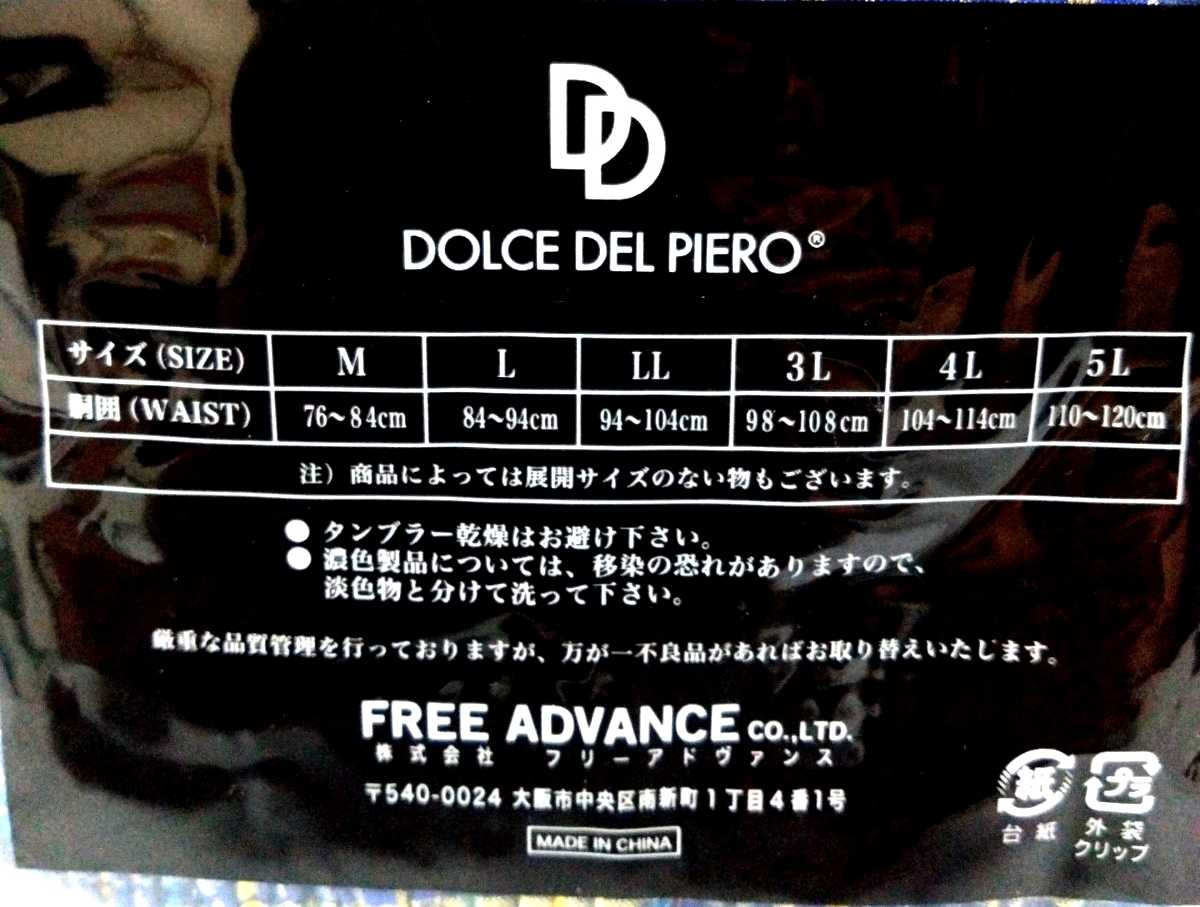 DD
DOLCE DEL PIERO®
サイズ（SIZE） M L LL 3L 4L 5L
胴囲（WAIST） 76～84cm 84～94cm 94～104cm 98～108cm 104～114cm 110～120cm
注）商品によっては展開サイズのない物もございます。
● タンブラー乾燥はお避け下さい。
● 濃色製品については、移染の恐れがありますので、
淡色物と分けて洗って下さい。
厳重な品質管理を行っておりますが、万が一不良品があればお取り替えいたします。
FREE ADVANCE CO.,LTD.
株式会社 フリーアドヴァンス
〒540-0024 大阪市中央区南新町1丁目4番1号
MADE IN CHINA
紙 プラ
台紙 外袋
クリップ